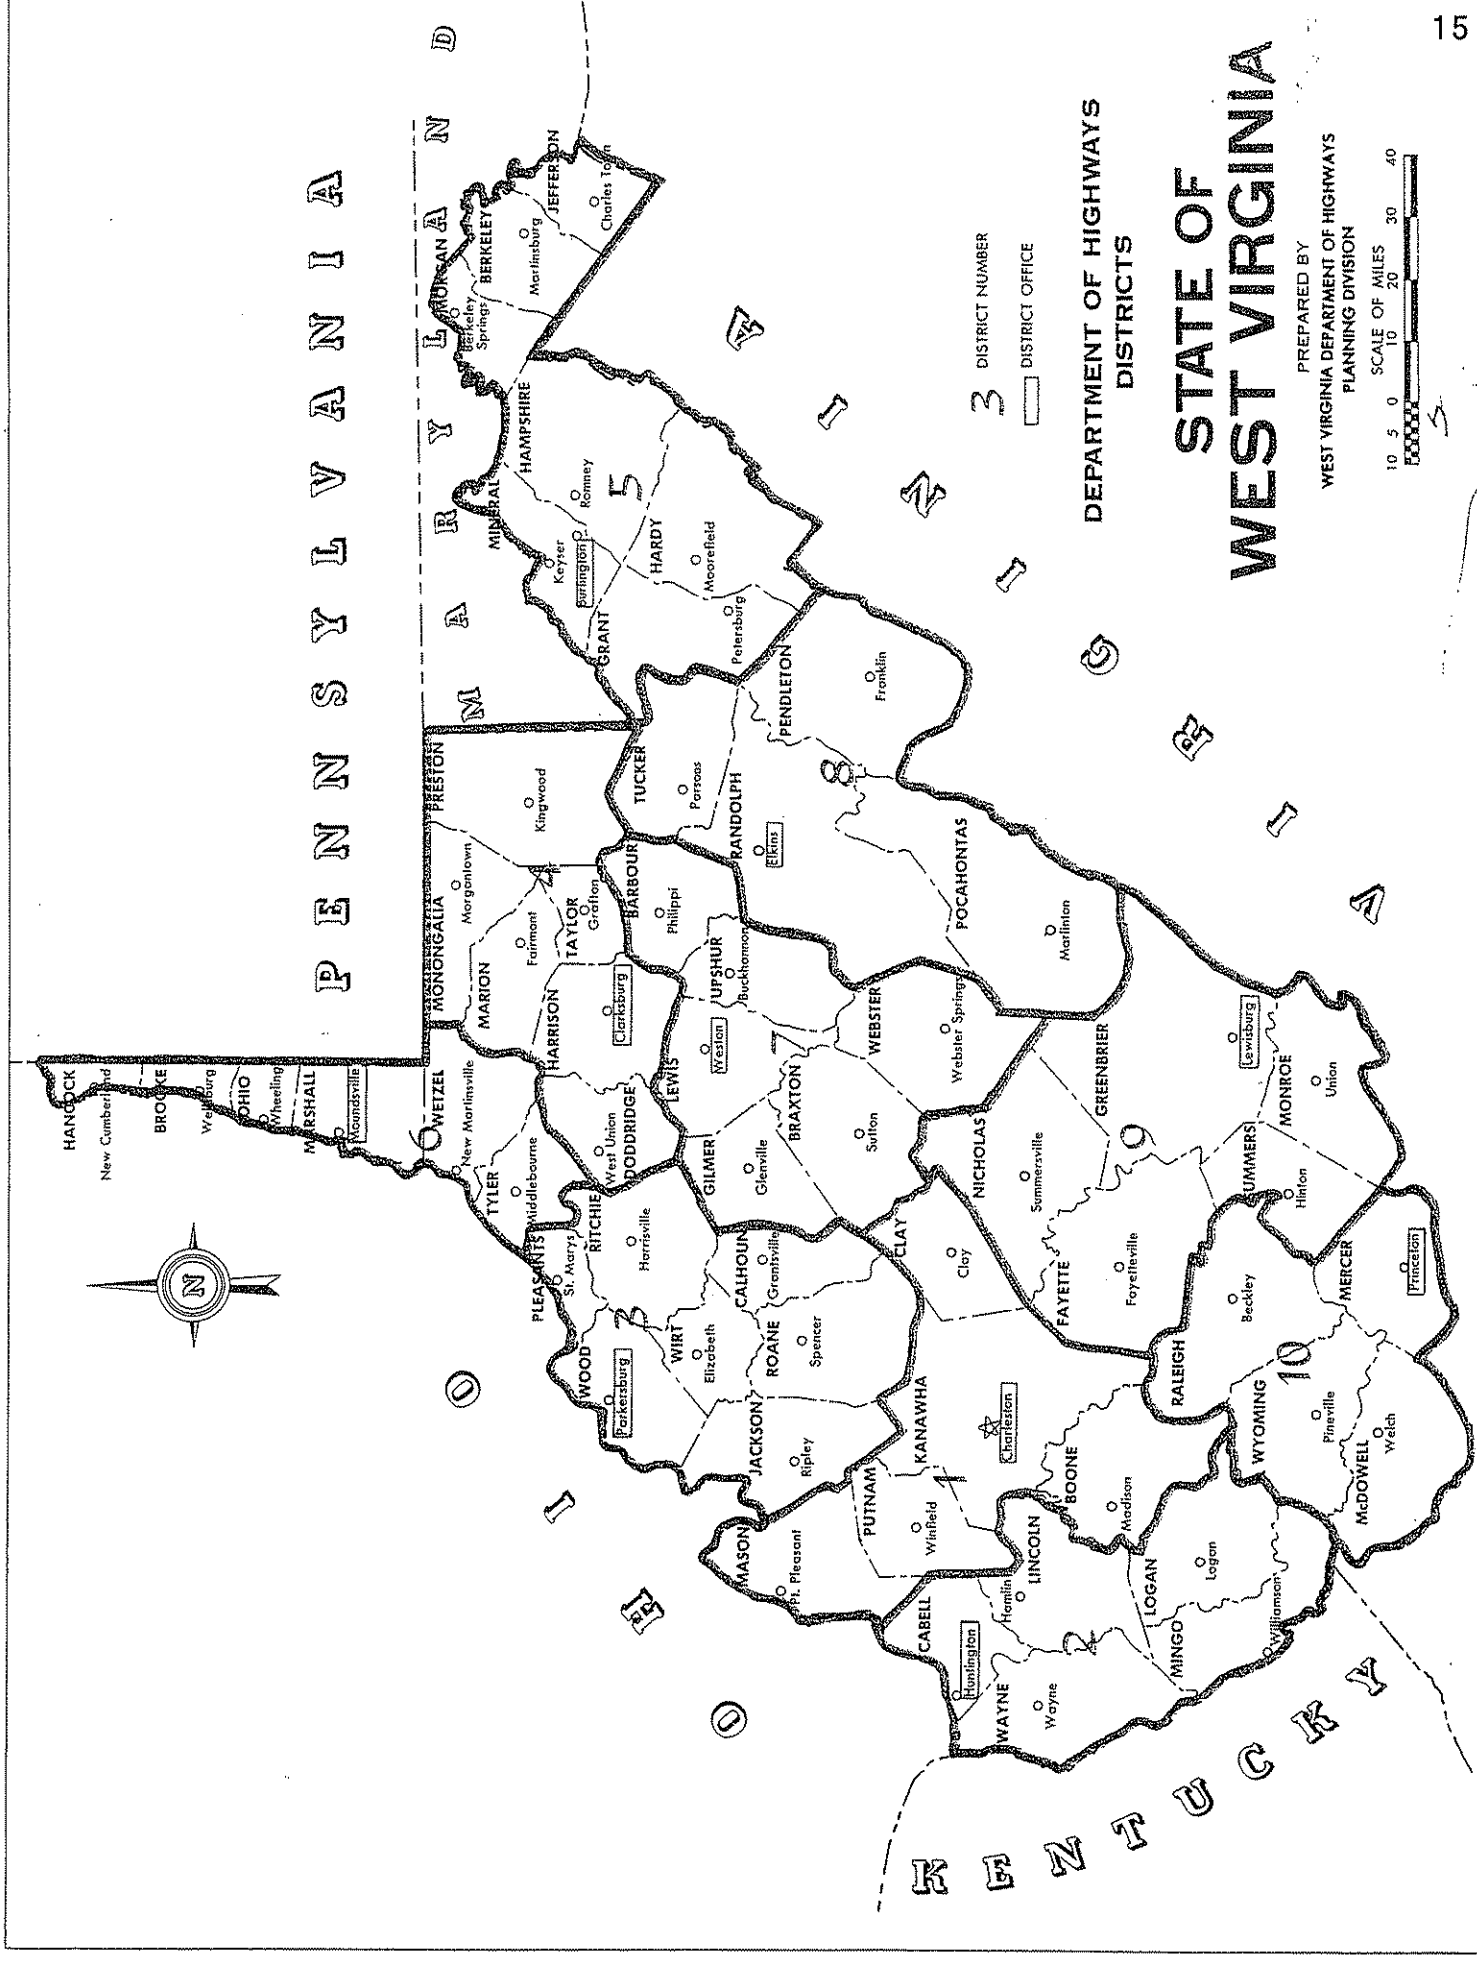 15
PENNSYLVANIA
MARYLAND
VIRGINIA
OHIO
KENTUCKY
N
HANCOCK
New Cumberland
BROOKE
Wellsburg
OHIO
Wheeling
MARSHALL
Moundsville
6
WETZEL
New Martinsville
TYLER
Middlebourne
PLEASANTS
St. Marys
RITCHIE
Harrisville
DODDRIDGE
West Union
MONONGALIA
Morgantown
MARION
Fairmont
PRESTON
Kingwood
4
TAYLOR
Grafton
HARRISON
Clarksburg
MORGAN
Berkeley
Springs
BERKELEY
Martinsburg
JEFFERSON
Charles Town
HAMPSHIRE
Romney
MINERAL
Keyser
Burlington
5
HARDY
Moorefield
GRANT
Petersburg
TUCKER
Parsons
BARBOUR
Philippi
RANDOLPH
Elkins
PENDLETON
Franklin
8
POCAHONTAS
Marlinton
LEWIS
Weston
UPSHUR
Buckhannon
7
GILMER
Glenville
BRAXTON
Sutton
WEBSTER
Webster Springs
WOOD
Parkersburg
3
WIRT
Elizabeth
CALHOUN
Grantsville
ROANE
Spencer
JACKSON
Ripley
MASON
Pt. Pleasant
PUTNAM
Winfield
1
KANAWHA
Charleston
CLAY
Clay
BOONE
Madison
NICHOLAS
Summersville
FAYETTE
Fayetteville
9
GREENBRIER
Lewisburg
MONROE
Union
SUMMERS
Hinton
CABELL
Huntington
WAYNE
Wayne
2
LINCOLN
Hamlin
LOGAN
Logan
MINGO
Williamson
RALEIGH
Beckley
10
WYOMING
Pineville
McDOWELL
Welch
MERCER
Princeton
3 DISTRICT NUMBER
DISTRICT OFFICE
DEPARTMENT OF HIGHWAYS
DISTRICTS
STATE OF
WEST VIRGINIA
PREPARED BY
WEST VIRGINIA DEPARTMENT OF HIGHWAYS
PLANNING DIVISION
SCALE OF MILES
10 5 0 10 20 30 40